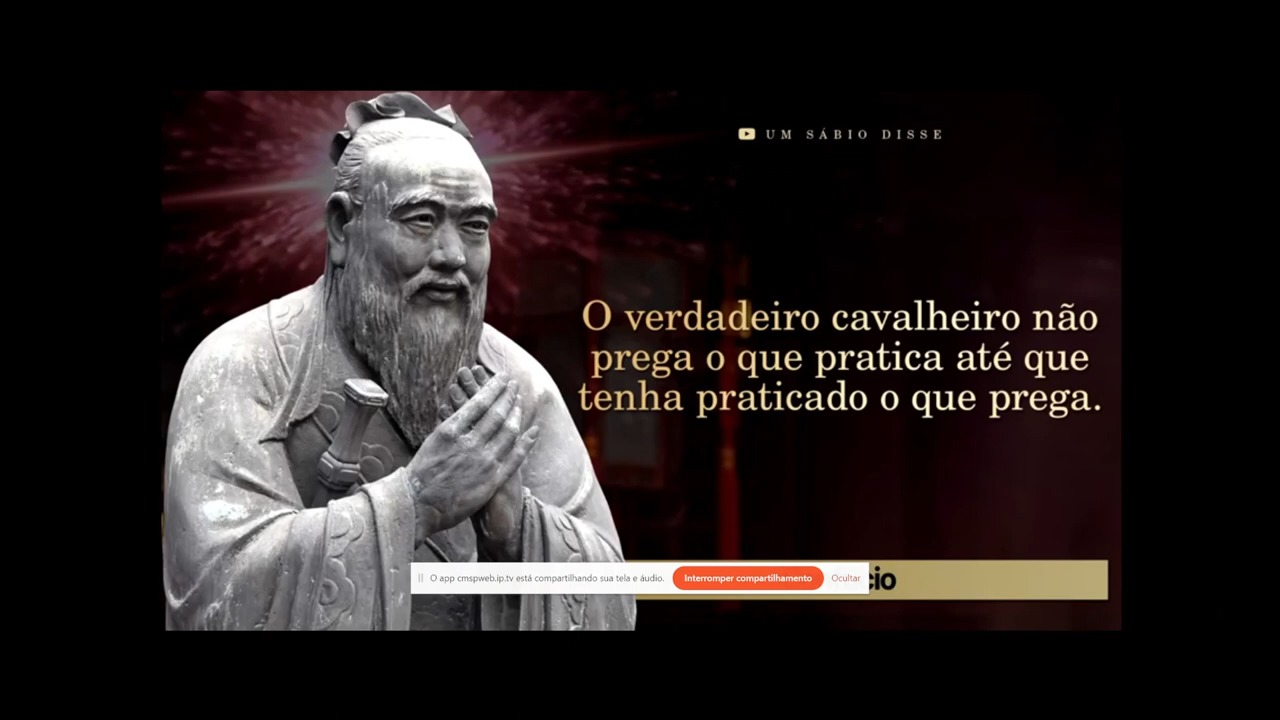 UM SÁBIO DISSE
O verdadeiro cavalheiro não
prega o que pratica até que
tenha praticado o que prega.
O app cmspweb.ip.tv está compartilhando sua tela e áudio. Interromper compartilhamento Ocultar
cio